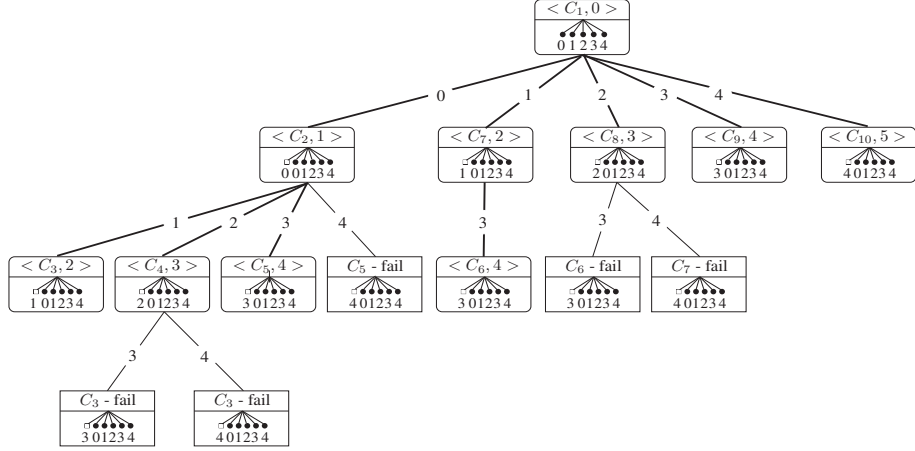 < C₁, 0 >
0 1 2 3 4
0 1 2 3 4
< C₂, 1 >
0 0 1 2 3 4
< C₇, 2 >
1 0 1 2 3 4
< C₈, 3 >
2 0 1 2 3 4
< C₉, 4 >
3 0 1 2 3 4
< C₁₀, 5 >
4 0 1 2 3 4
1 2 3 4 3 3 4
< C₃, 2 >
1 0 1 2 3 4
< C₄, 3 >
2 0 1 2 3 4
< C₅, 4 >
3 0 1 2 3 4
C₅ - fail
4 0 1 2 3 4
< C₆, 4 >
3 0 1 2 3 4
C₆ - fail
3 0 1 2 3 4
C₇ - fail
4 0 1 2 3 4
3 4
C₃ - fail
3 0 1 2 3 4
C₃ - fail
4 0 1 2 3 4